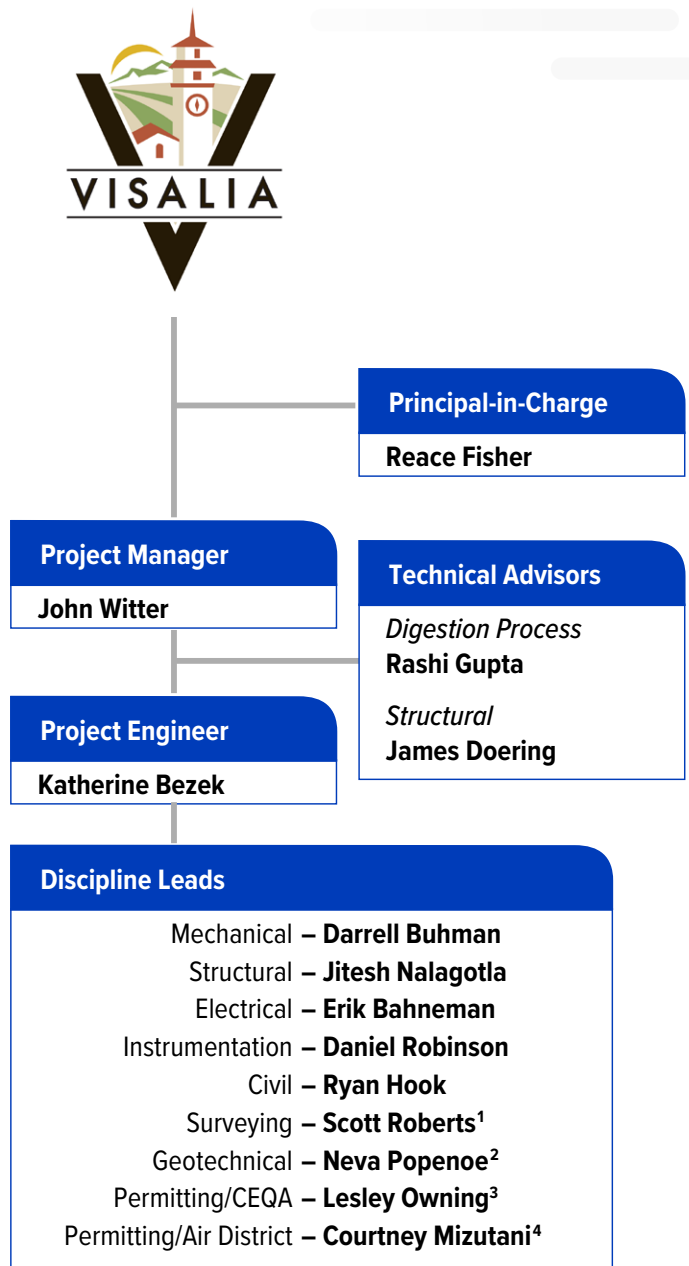 VISALIA
Principal-in-Charge
Reace Fisher
Project Manager
John Witter
Technical Advisors
Digestion Process
Rashi Gupta
Structural
James Doering
Project Engineer
Katherine Bezek
Discipline Leads
Mechanical – Darrell Buhman
Structural – Jitesh Nalagotla
Electrical – Erik Bahneman
Instrumentation – Daniel Robinson
Civil – Ryan Hook
Surveying – Scott Roberts¹
Geotechnical – Neva Popenoe²
Permitting/CEQA – Lesley Owning³
Permitting/Air District – Courtney Mizutani⁴